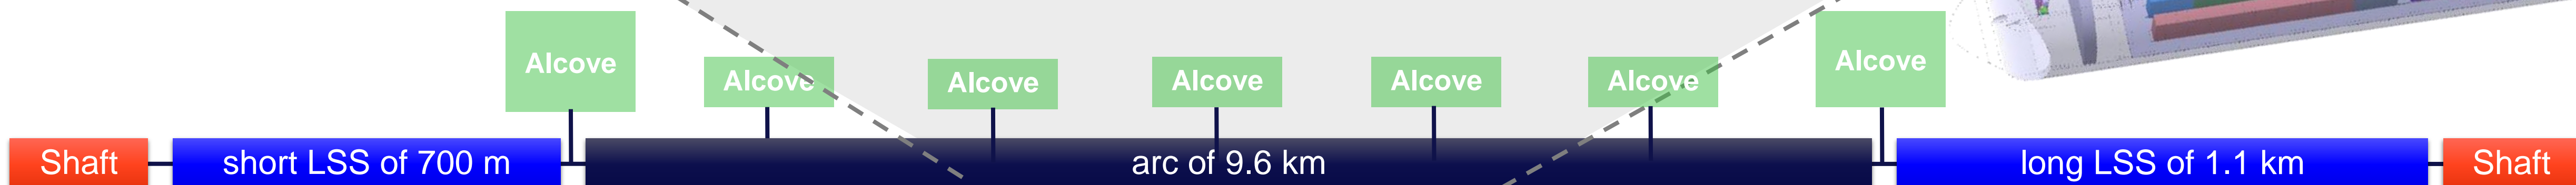 Alcove
Alcove
Alcove
Alcove
Alcove
Alcove
Alcove
Shaft
short LSS of 700 m
arc of 9.6 km
long LSS of 1.1 km
Shaft